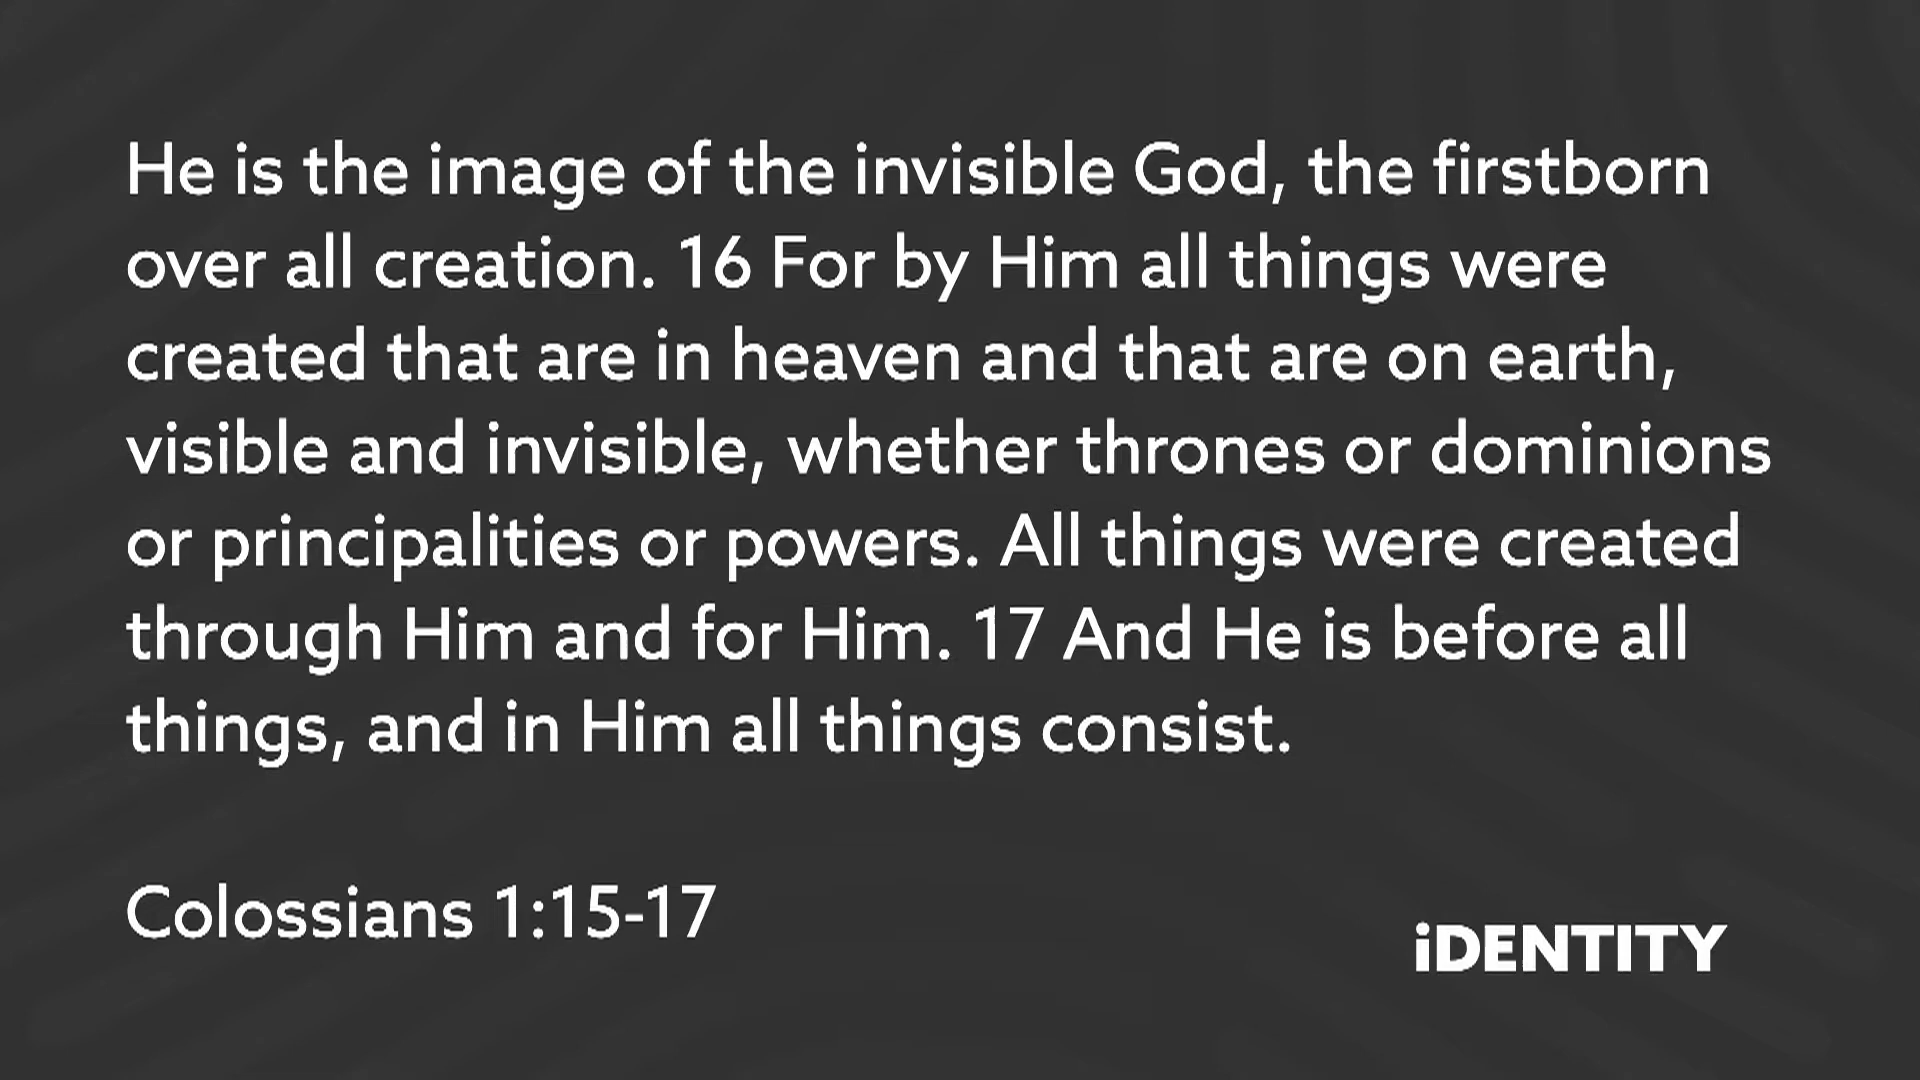 He is the image of the invisible God, the firstborn
over all creation. 16 For by Him all things were
created that are in heaven and that are on earth,
visible and invisible, whether thrones or dominions
or principalities or powers. All things were created
through Him and for Him. 17 And He is before all
things, and in Him all things consist.
Colossians 1:15-17
iDENTITY